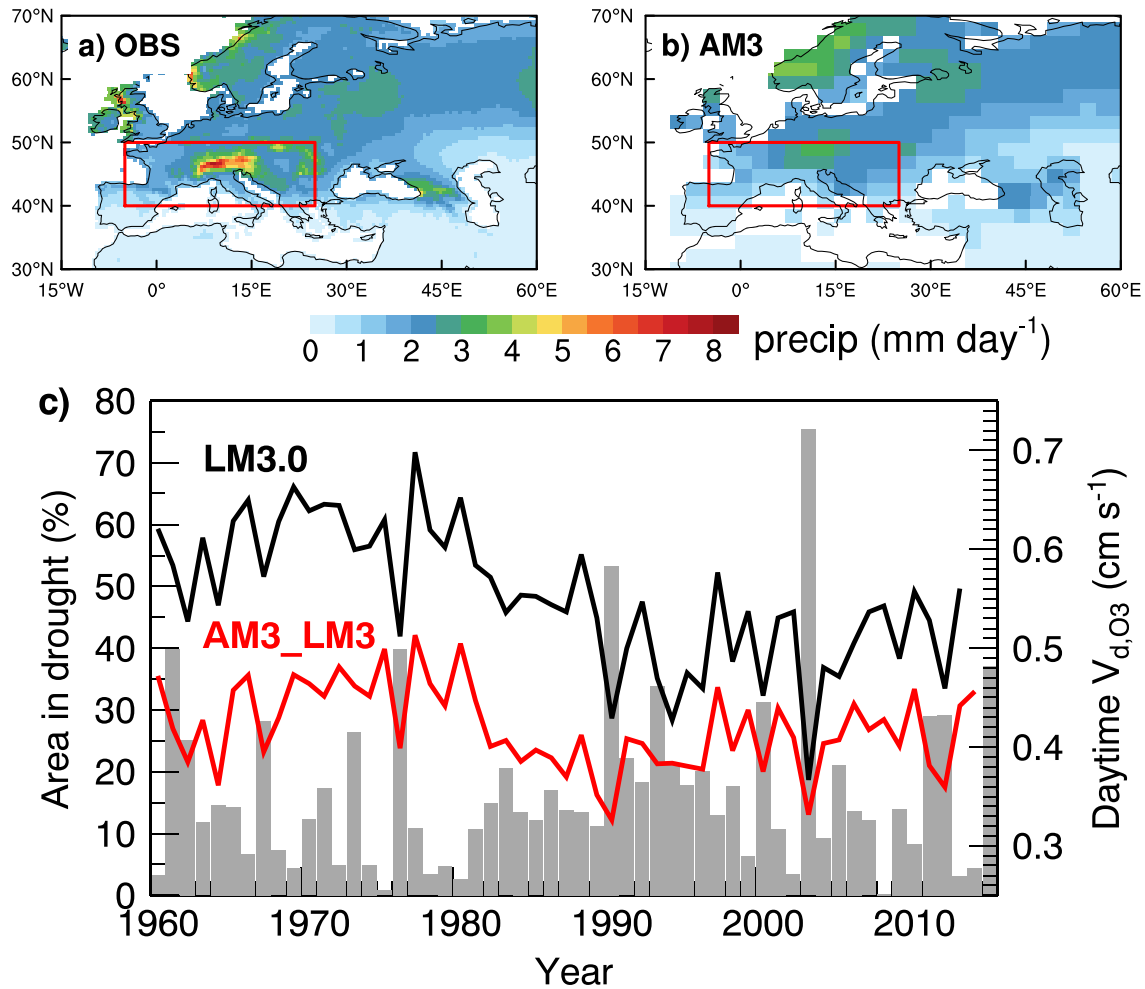 70°N
60°N
50°N
40°N
30°N
a) OBS
15°W 0° 15°E 30°E 45°E 60°E
70°N
60°N
50°N
40°N
30°N
b) AM3
15°W 0° 15°E 30°E 45°E 60°E
0 1 2 3 4 5 6 7 8 precip (mm day-1)
c)
Area in drought (%)
80
70
60
50
40
30
20
10
0
LM3.0
AM3_LM3
0.7
0.6
0.5
0.4
0.3
Daytime Vd,O3 (cm s-1)
1960 1970 1980 1990 2000 2010
Year